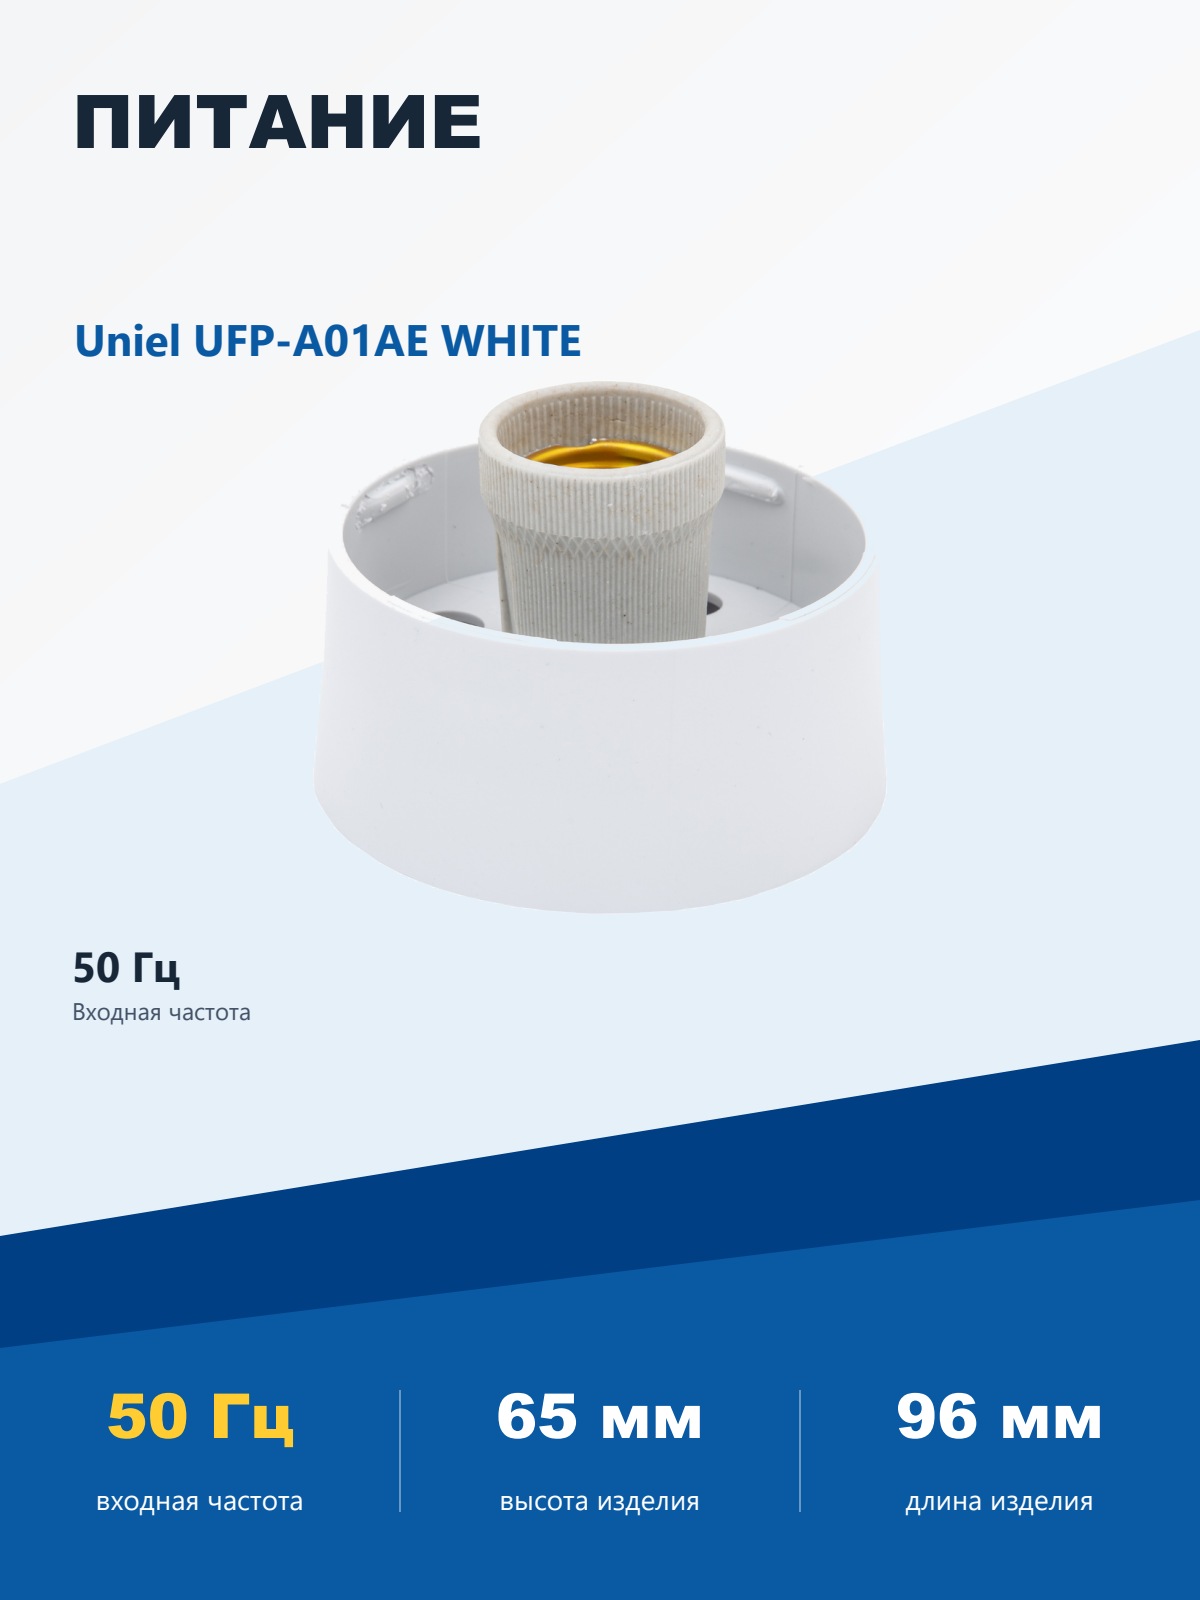 ПИТАНИЕ
Uniel UFP-A01AE WHITE
50 Гц
Входная частота
50 Гц
входная частота
65 мм
высота изделия
96 мм
длина изделия